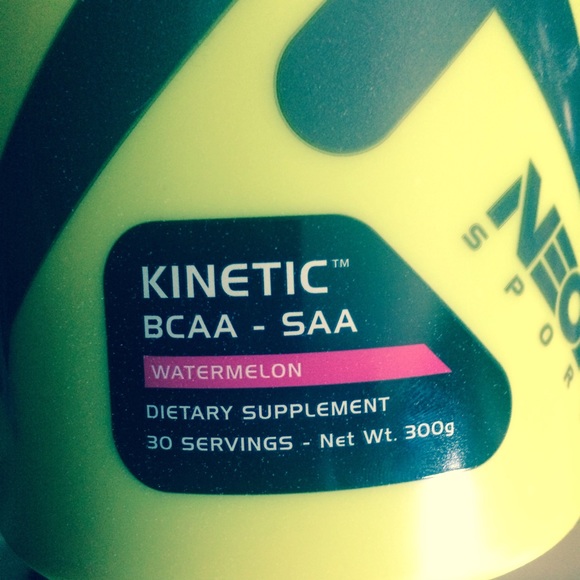 KINETIC™
BCAA - SAA
WATERMELON
DIETARY SUPPLEMENT
30 SERVINGS - Net Wt. 300g